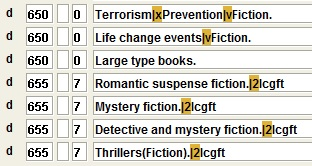 d 650 0 Terrorism|xPrevention|vFiction.
d 650 0 Life change events|vFiction.
d 650 0 Large type books.
d 655 7 Romantic suspense fiction.|2lcgft
d 655 7 Mystery fiction.|2lcgft
d 655 7 Detective and mystery fiction.|2lcgft
d 655 7 Thrillers(Fiction).|2lcgft